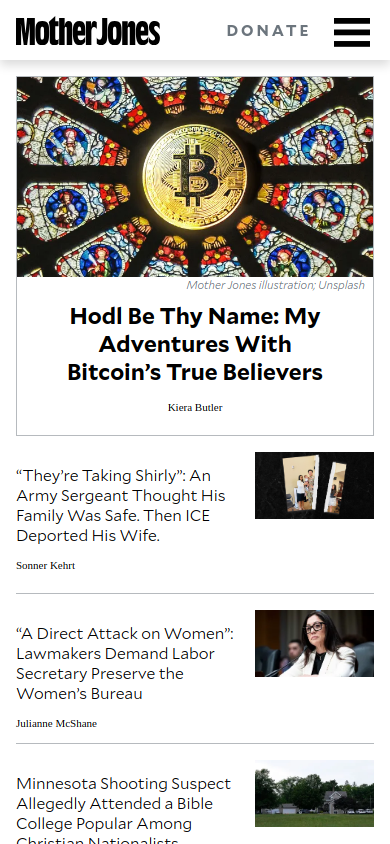 Mother Jones
DONATE
Mother Jones illustration; Unsplash
Hodl Be Thy Name: My
Adventures With
Bitcoin’s True Believers
Kiera Butler
“They’re Taking Shirly”: An
Army Sergeant Thought His
Family Was Safe. Then ICE
Deported His Wife.
Sonner Kehrt
“A Direct Attack on Women”:
Lawmakers Demand Labor
Secretary Preserve the
Women’s Bureau
Julianne McShane
Minnesota Shooting Suspect
Allegedly Attended a Bible
College Popular Among
Christian Nationalists